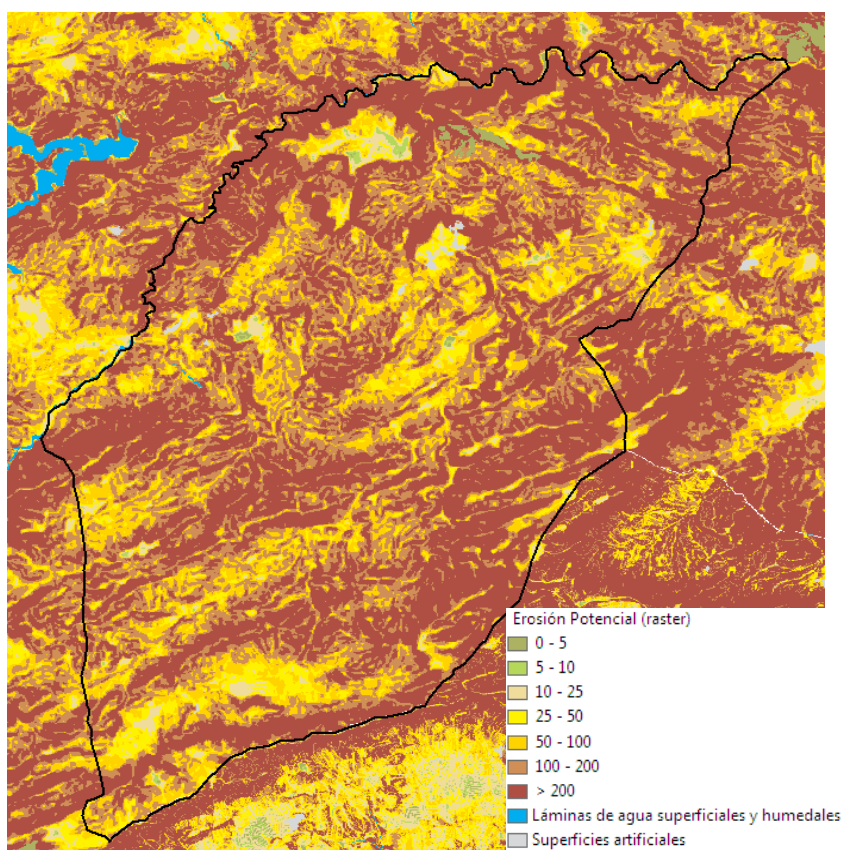 Erosión Potencial (raster)
0 - 5
5 - 10
10 - 25
25 - 50
50 - 100
100 - 200
> 200
Láminas de agua superficiales y humedales
Superficies artificiales